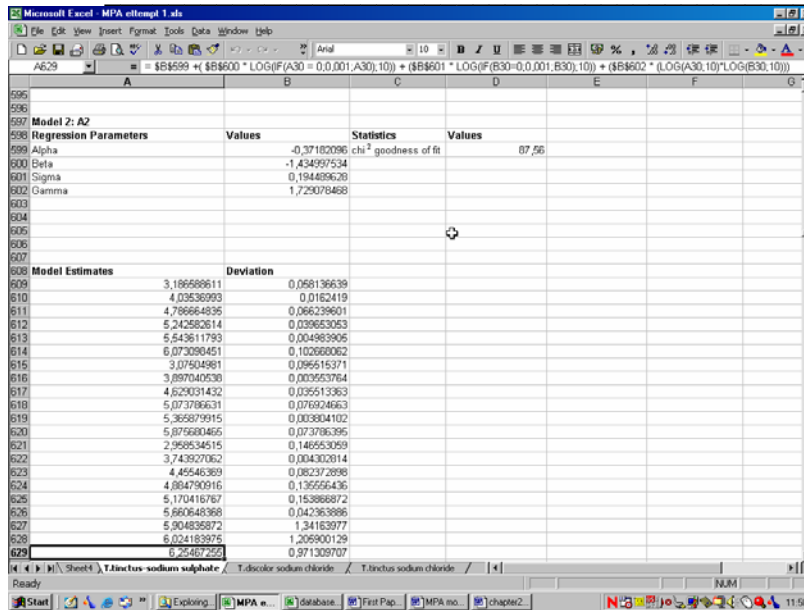 Microsoft Excel - MPA ettempt 1.xls
File Edit View Insert Format Tools Data Window Help
Arial 10 B I U
A629 = = $B$599 +( $B$600 * LOG(IF(A30 = 0;0,001;A30);10)) + ($B$601 * LOG(IF(B30=0;0,001;B30);10)) + ($B$602 * (LOG(A30;10)*LOG(B30;10)))
A B C D E F G
595
596
597 Model 2: A2
598 Regression Parameters Values Statistics Values
599 Alpha -0,37182096 chi² goodness of fit 87,56
600 Beta -1,434997534
601 Sigma 0,194489628
602 Gamma 1,729078468
603
604
605
606
607
608 Model Estimates Deviation
609 3,186588611 0,058136639
610 4,03536993 0,0162419
611 4,786664835 0,066239601
612 5,242582614 0,039653053
613 5,543611793 0,004983905
614 6,073098451 0,102668062
615 3,07504981 0,095515371
616 3,897040538 0,003553764
617 4,629031432 0,035513363
618 5,073786631 0,076924663
619 5,365879915 0,003804102
620 5,875680465 0,073786395
621 2,958534515 0,146553059
622 3,743927062 0,004302814
623 4,45546369 0,082372898
624 4,884790916 0,135556436
625 5,170416767 0,153866872
626 5,660648368 0,042363886
627 5,904835872 1,34163977
628 6,024183975 1,205900129
629 6,25467255 0,971309707
Sheet4 T.tinctus-sodium sulphate T.discolor sodium chloride T.tinctus sodium chloride
Ready NUM
Start Exploring... MPA e... database... First Pap... MPA mo... chapter2...